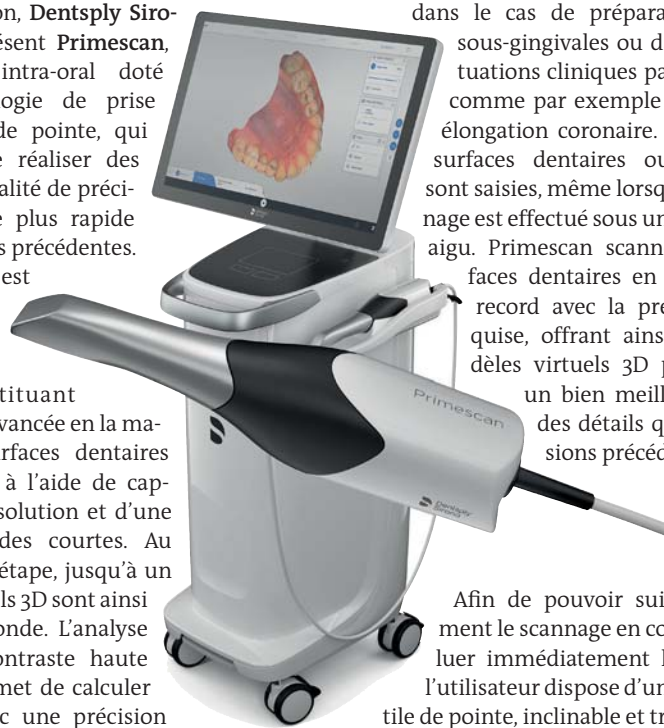 on, Dentsply Siro-
ésent Primescan,
intra-oral doté
logie de prise
de pointe, qui
e réaliser des
alité de préci-
e plus rapide
s précédentes.
est
tituant
vancée en la ma-
rfaces dentaires
à l’aide de cap-
solution et d’une
des courtes. Au
étape, jusqu’à un
ls 3D sont ainsi
onde. L’analyse
ontraste haute
met de calculer
c une précision
dans le cas de prépara
sous-gingivales ou d
tuations cliniques pa
comme par exemple
élongation coronaire.
surfaces dentaires ou
sont saisies, même lorsq
nage est effectué sous un
aigu. Primescan scann
faces dentaires en
record avec la pre
quise, offrant ains
dèles virtuels 3D p
un bien meill
des détails q
sions précéd
Primescan
Dentsply
Sirona
Afin de pouvoir sui
ment le scannage en co
luer immédiatement l
l’utilisateur dispose d’un
tile de pointe, inclinable et tr